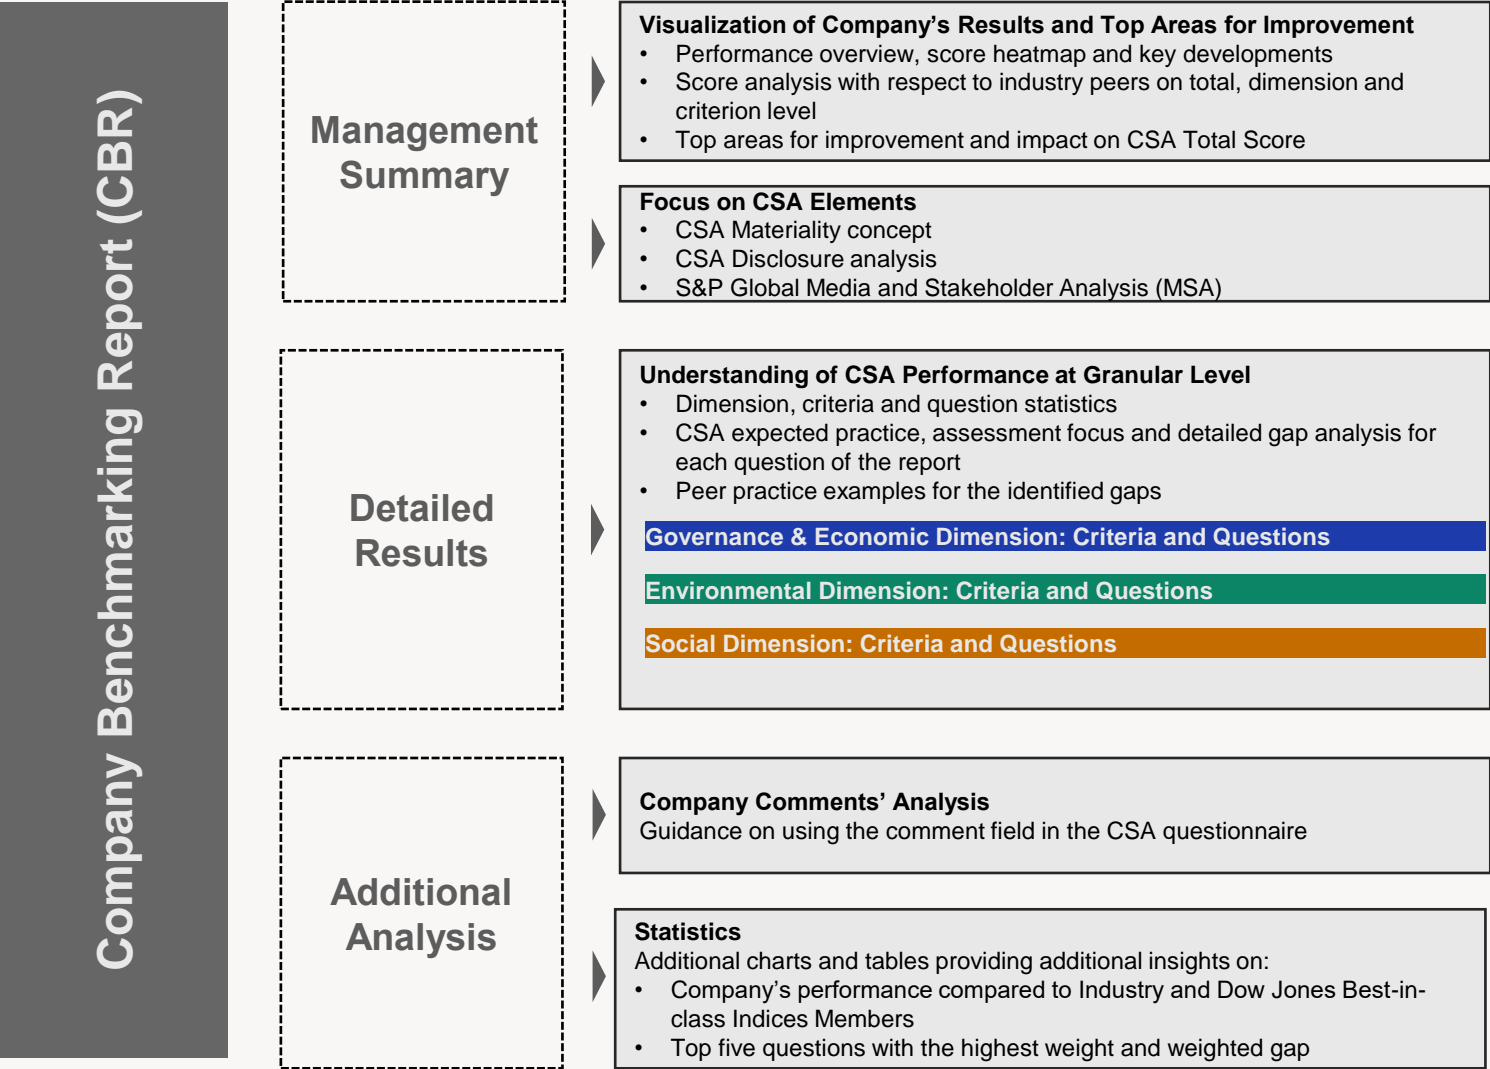 Company Benchmarking Report (CBR)
Management
Summary
Visualization of Company’s Results and Top Areas for Improvement
• Performance overview, score heatmap and key developments
• Score analysis with respect to industry peers on total, dimension and
criterion level
• Top areas for improvement and impact on CSA Total Score
Focus on CSA Elements
• CSA Materiality concept
• CSA Disclosure analysis
• S&P Global Media and Stakeholder Analysis (MSA)
Detailed
Results
Understanding of CSA Performance at Granular Level
• Dimension, criteria and question statistics
• CSA expected practice, assessment focus and detailed gap analysis for
each question of the report
• Peer practice examples for the identified gaps
Governance & Economic Dimension: Criteria and Questions
Environmental Dimension: Criteria and Questions
Social Dimension: Criteria and Questions
Additional
Analysis
Company Comments’ Analysis
Guidance on using the comment field in the CSA questionnaire
Statistics
Additional charts and tables providing additional insights on:
• Company’s performance compared to Industry and Dow Jones Best-in-
class Indices Members
• Top five questions with the highest weight and weighted gap